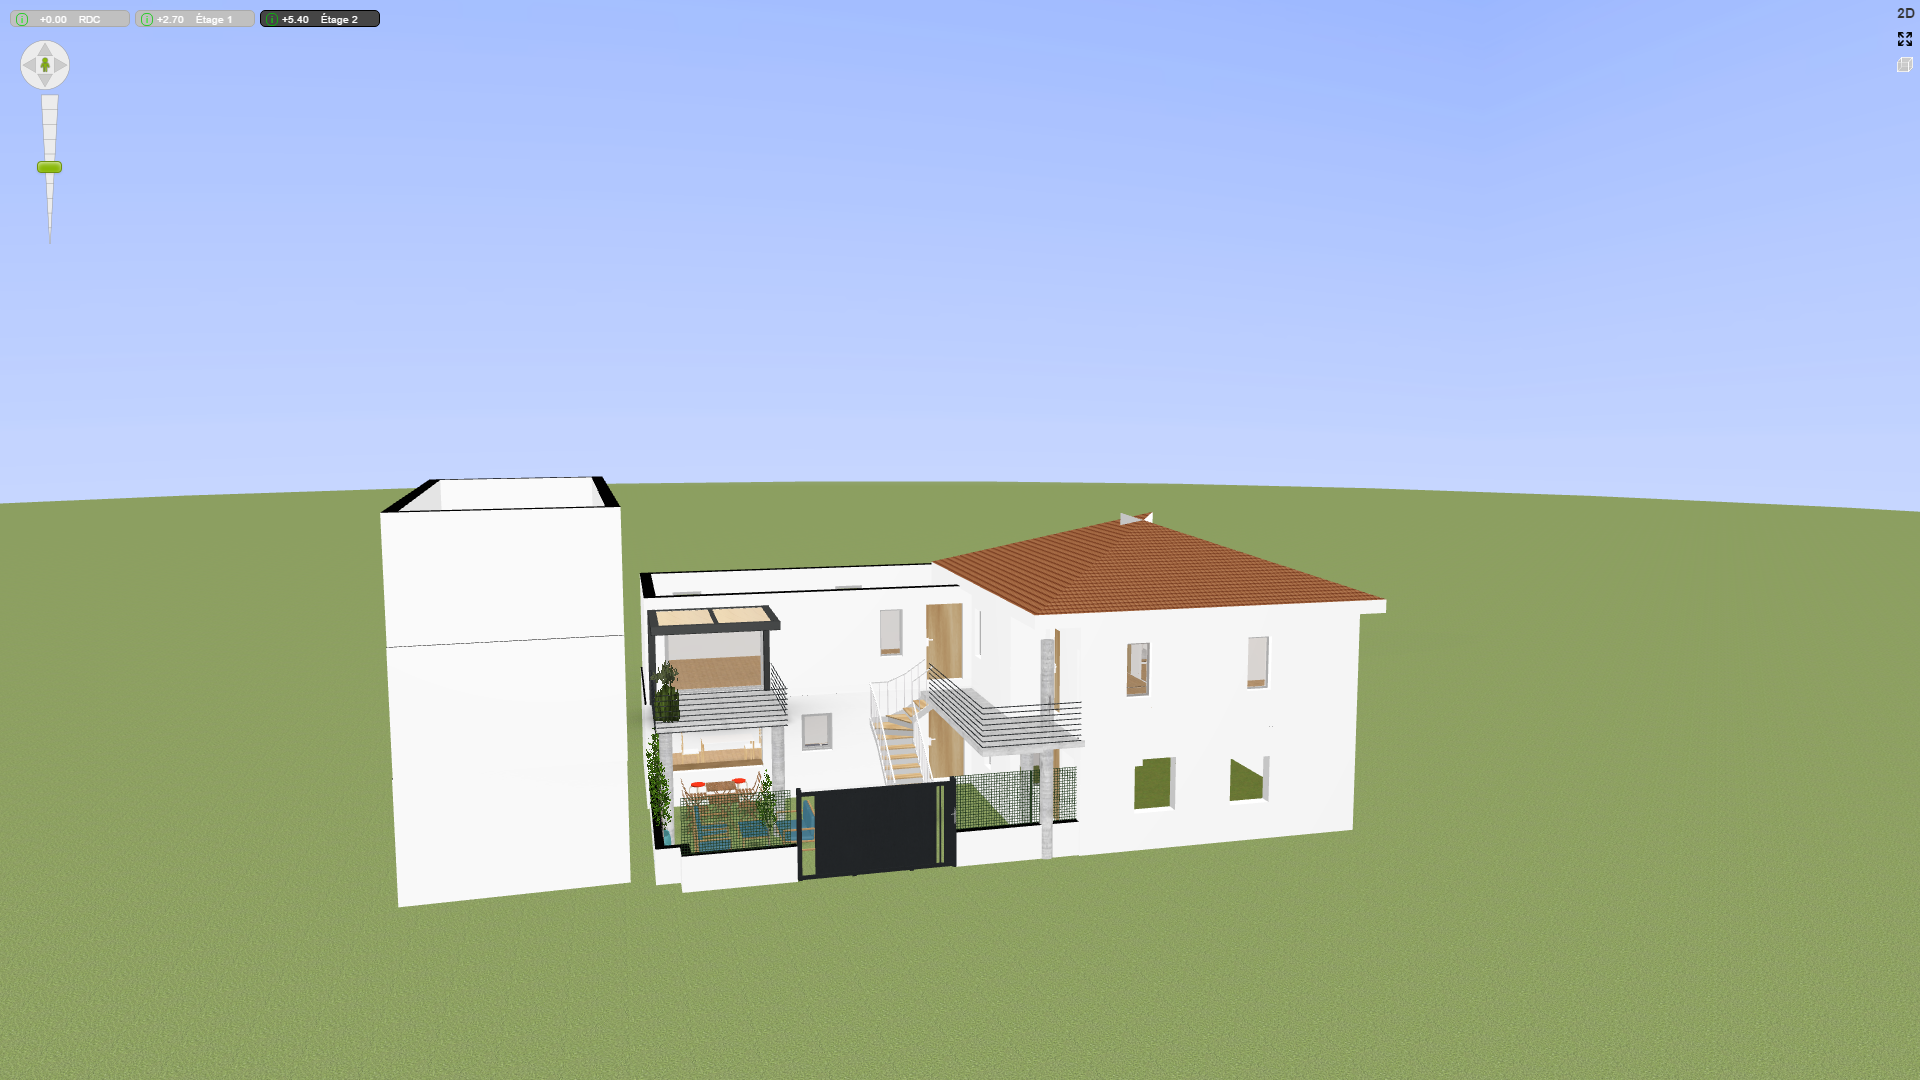 +0.00 RDC
+2.70 Étage 1
+5.40 Étage 2
2D